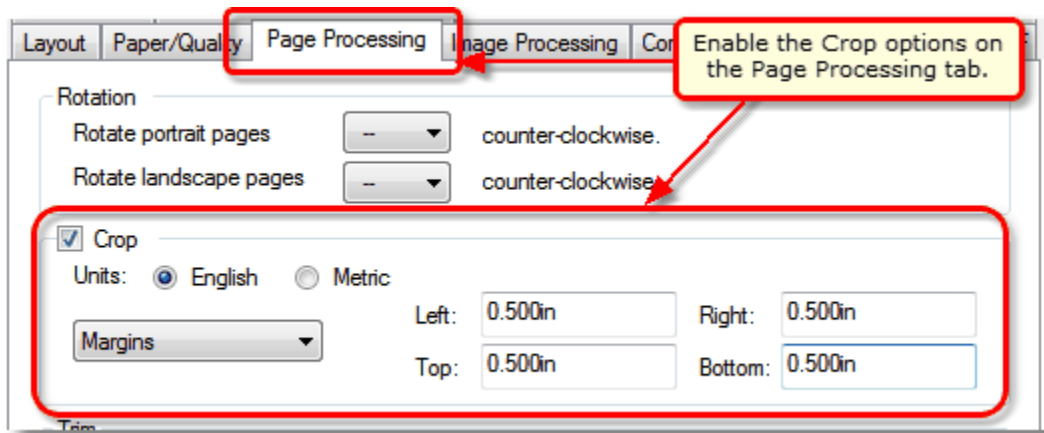 Layout Paper/Quality Page Processing Image Processing Enable the Crop options on
the Page Processing tab.
Rotation
Rotate portrait pages -- counter-clockwise.
Rotate landscape pages -- counter-clockwise
Crop
Units: English Metric
Left: 0.500in Right: 0.500in
Margins
Top: 0.500in Bottom: 0.500in
Trim